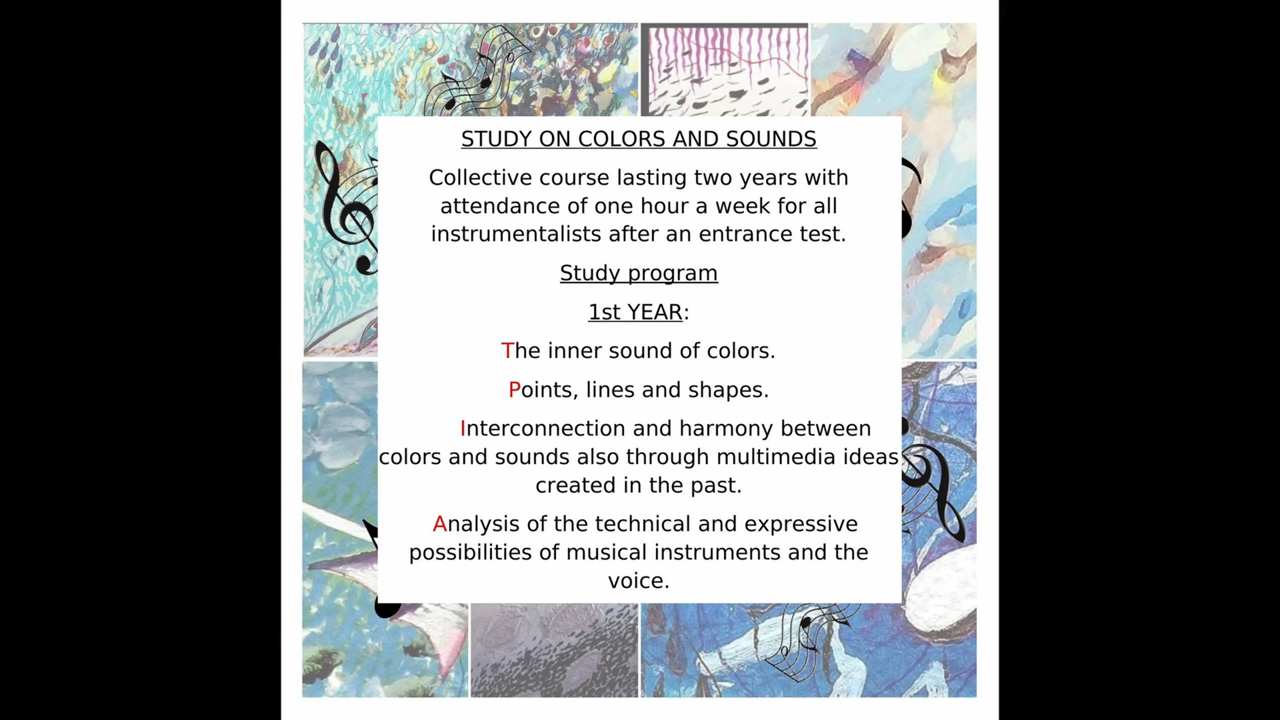 STUDY ON COLORS AND SOUNDS
Collective course lasting two years with
attendance of one hour a week for all
instrumentalists after an entrance test.
Study program
1st YEAR:
The inner sound of colors.
Points, lines and shapes.
Interconnection and harmony between
colors and sounds also through multimedia ideas
created in the past.
Analysis of the technical and expressive
possibilities of musical instruments and the
voice.